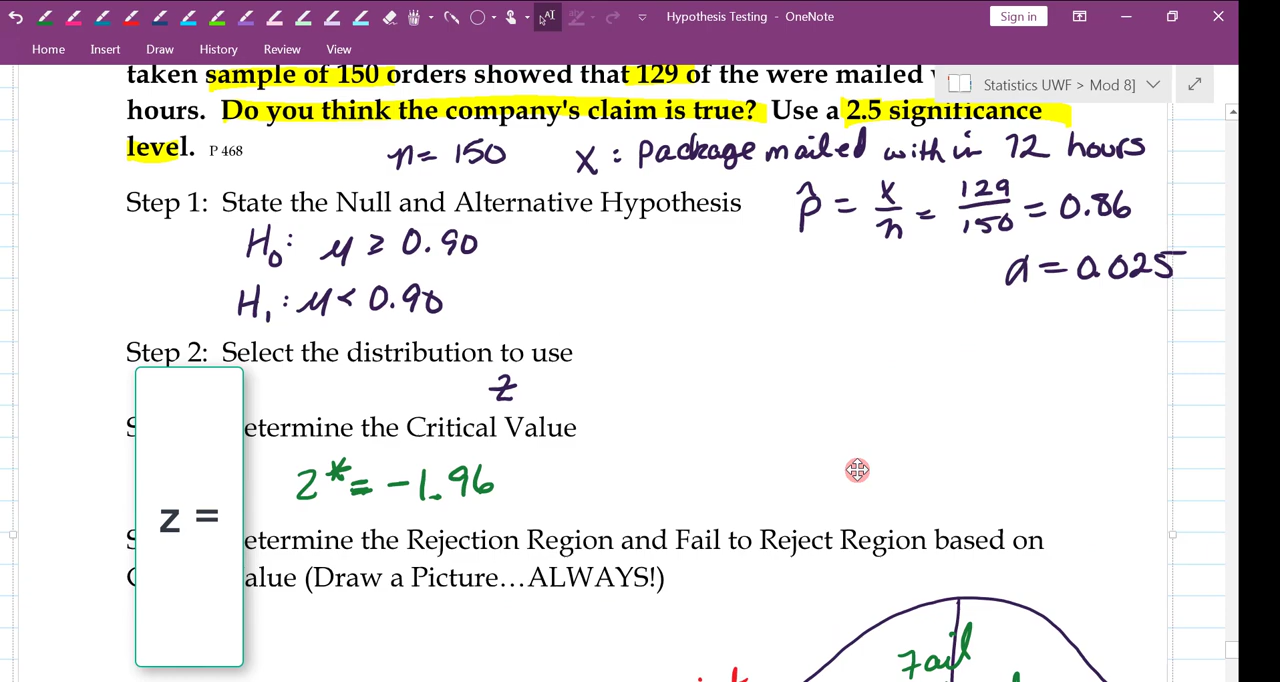 Hypothesis Testing - OneNote
Sign in
Home Insert Draw History Review View
taken sample of 150 orders showed that 129 of the were mailed
Statistics UWF > Mod 8]
hours. Do you think the company's claim is true? Use a 2.5 significance
level. P 468
n = 150 x : package mailed within 72 hours
Step 1: State the Null and Alternative Hypothesis
p̂ = x/n = 129/150 = 0.86
H₀: μ ≥ 0.90
α = 0.025
H₁: μ < 0.90
Step 2: Select the distribution to use
z
S etermine the Critical Value
z* = -1.96
z =
S etermine the Rejection Region and Fail to Reject Region based on
C alue (Draw a Picture…ALWAYS!)
Fail